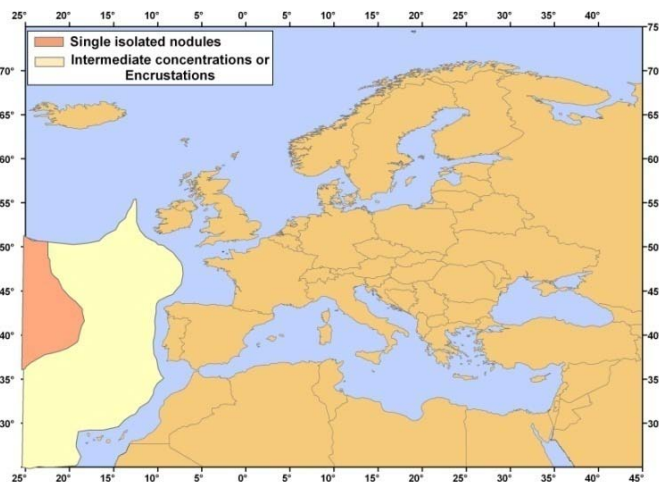 25° 20° 15° 10° 5° 0° 5° 10° 15° 20° 25° 30° 35° 40°
75
Single isolated nodules
Intermediate concentrations or
Encrustations
70° 70°
65° 65°
60° 60°
55° 55°
50° 50°
45° 45°
40° 40°
35° 35°
30° 30°
25° 20° 15° 10° 5° 0° 5° 10° 15° 20° 25° 30° 35° 40° 45°